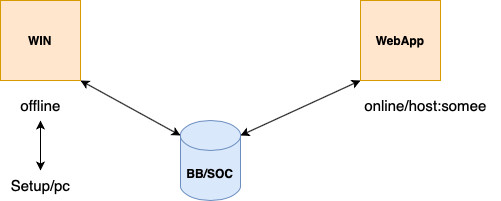 WIN
WebApp
offline
online/host:somee
BB/SOC
Setup/pc